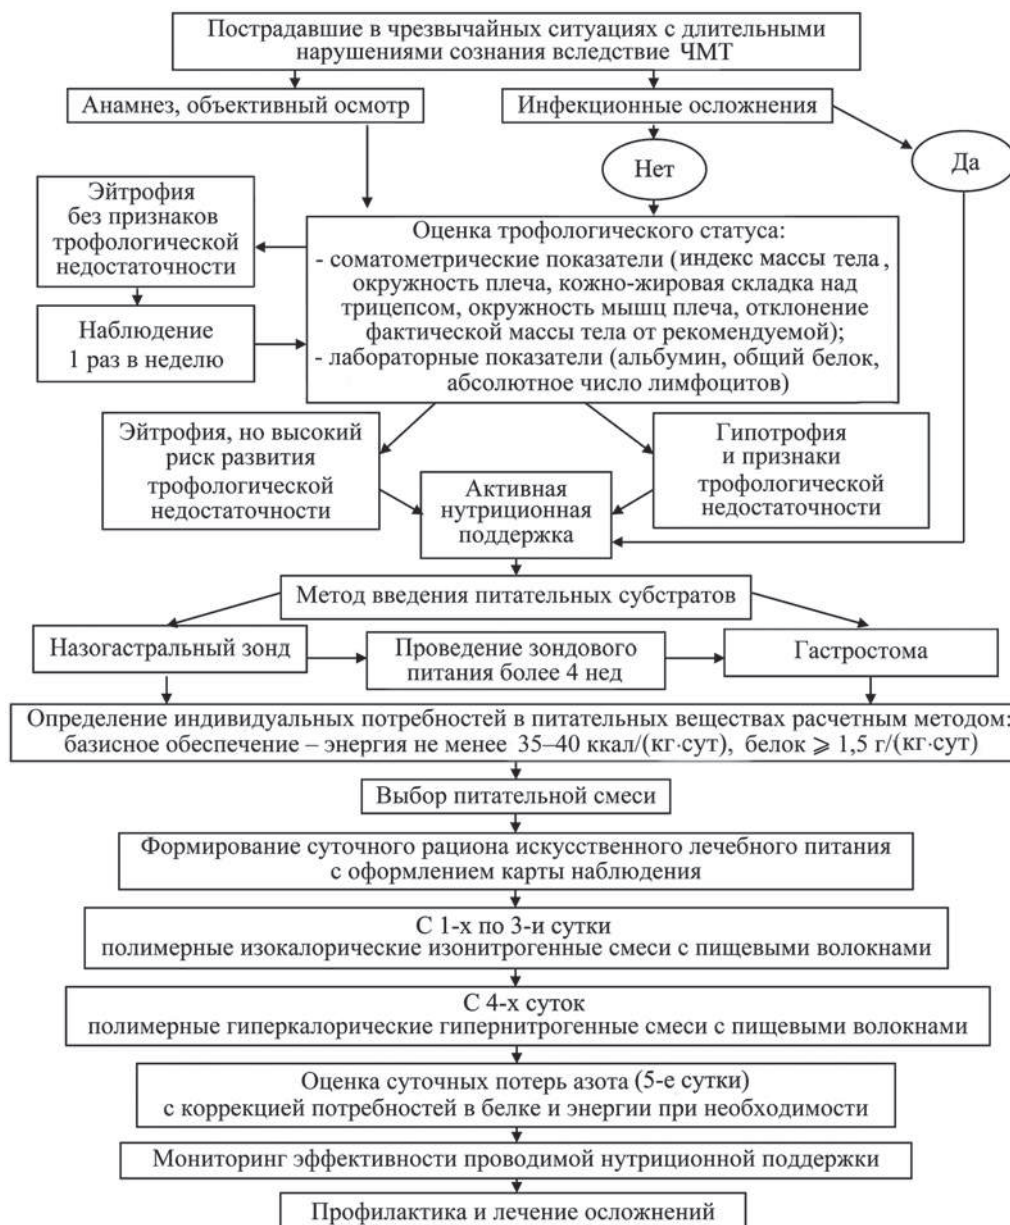 Пострадавшие в чрезвычайных ситуациях с длительными
нарушениями сознания вследствие ЧМТ
Анамнез, объективный осмотр
Инфекционные осложнения
Нет
Да
Эйтрофия
без признаков
трофологической
недостаточности
Наблюдение
1 раз в неделю
Оценка трофологического статуса:
- соматометрические показатели (индекс массы тела,
окружность плеча, кожно-жировая складка над
трицепсом, окружность мышц плеча, отклонение
фактической массы тела от рекомендуемой);
- лабораторные показатели (альбумин, общий белок,
абсолютное число лимфоцитов)
Эйтрофия, но высокий
риск развития
трофологической
недостаточности
Гипотрофия
и признаки
трофологической
недостаточности
Активная
нутриционная
поддержка
Метод введения питательных субстратов
Назогастральный зонд
Проведение зондового
питания более 4 нед
Гастростома
Определение индивидуальных потребностей в питательных веществах расчетным методом:
базисное обеспечение – энергия не менее 35–40 ккал/(кг·сут), белок ⩾ 1,5 г/(кг·сут)
Выбор питательной смеси
Формирование суточного рациона искусственного лечебного питания
с оформлением карты наблюдения
С 1-х по 3-и сутки
полимерные изокалорические изонитрогенные смеси с пищевыми волокнами
С 4-х суток
полимерные гиперкалорические гипернитрогенные смеси с пищевыми волокнами
Оценка суточных потерь азота (5-е сутки)
с коррекцией потребностей в белке и энергии при необходимости
Мониторинг эффективности проводимой нутриционной поддержки
Профилактика и лечение осложнений